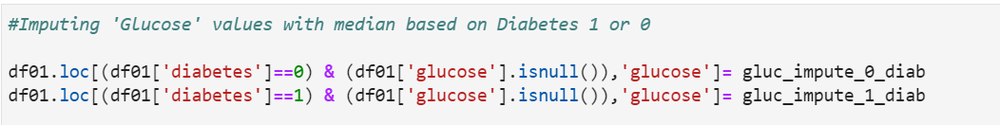 #Imputing 'Glucose' values with median based on Diabetes 1 or 0
df01.loc[(df01['diabetes']==0) & (df01['glucose'].isnull()),'glucose']= gluc_impute_0_diab
df01.loc[(df01['diabetes']==1) & (df01['glucose'].isnull()),'glucose']= gluc_impute_1_diab